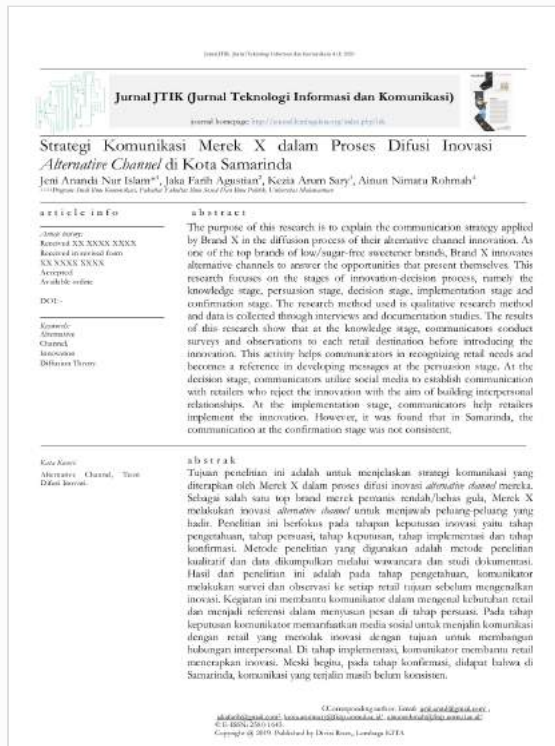 Jurnal JTIK (Jurnal Teknologi Informasi dan Komunikasi)
journal homepage:
Strategi Komunikasi Merek X dalam Proses Difusi Inovasi
Alternative Channel di Kota Samarinda
Jeni Ananda Nur Islam*¹, Jaka Farih Agustian², Kezia Arum Sary³, Ainun Nimatu Rohmah⁴
article info
Article history:
Received XX XXXX XXXX
Received in revised form
XX XXXX XXXX
Accepted
Available online
DOI:-
Keywords:
Alternative
Channel,
Innovation
Diffusion Theory
abstract
The purpose of this research is to explain the communication strategy applied
by Brand X in the diffusion process of their alternative channel innovation. As
one of the top brands of low/sugar-free sweetener brands, Brand X innovates
alternative channels to answer the opportunities that present themselves. This
research focuses on the stages of innovation-decision process, namely the
knowledge stage, persuasion stage, decision stage, implementation stage and
confirmation stage. The research method used is qualitative research method
and data is collected through interviews and documentation studies. The results
of this research show that at the knowledge stage, communicators conduct
surveys and observations to each retail destination before introducing the
innovation. This activity helps communicators in recognizing retail needs and
becomes a reference in developing messages at the persuasion stage. At the
decision stage, communicators utilize social media to establish communication
with retailers who reject the innovation with the aim of building interpersonal
relationships. At the implementation stage, communicators help retailers
implement the innovation. However, it was found that in Samarinda, the
communication at the confirmation stage was not consistent.
Kata Kunci:
Alternative Channel, Teori
Difusi Inovasi.
abstrak
Tujuan penelitian ini adalah untuk menjelaskan strategi komunikasi yang
diterapkan oleh Merek X dalam proses difusi inovasi alternative channel mereka.
Sebagai salah satu top brand merek pemanis rendah/bebas gula, Merek X
melakukan inovasi alternative channel untuk menjawab peluang-peluang yang
hadir. Penelitian ini berfokus pada tahapan keputusan inovasi yaitu tahap
pengetahuan, tahap persuasi, tahap keputusan, tahap implementasi dan tahap
konfirmasi. Metode penelitian yang digunakan adalah metode penelitian
kualitatif dan data dikumpulkan melalui wawancara dan studi dokumentasi.
Hasil dari penelitian ini adalah pada tahap pengetahuan, komunikator
melakukan survei dan observasi ke setiap retail tujuan sebelum mengenalkan
inovasi. Kegiatan ini membantu komunikator dalam mengenal kebutuhan retail
dan menjadi referensi dalam menyusun pesan di tahap persuasi. Pada tahap
keputusan komunikator memanfaatkan media sosial untuk menjalin komunikasi
dengan retail yang menolak inovasi dengan tujuan untuk membangun
hubungan interpersonal. Di tahap implementasi, komunikator membantu retail
menerapkan inovasi. Meski begitu, pada tahap konfirmasi, didapat bahwa di
Samarinda, komunikasi yang terjalin masih belum konsisten.
Corresponding author. Email:
Copyright @ 2019. Published by Divisi Riset, Lembaga KITA